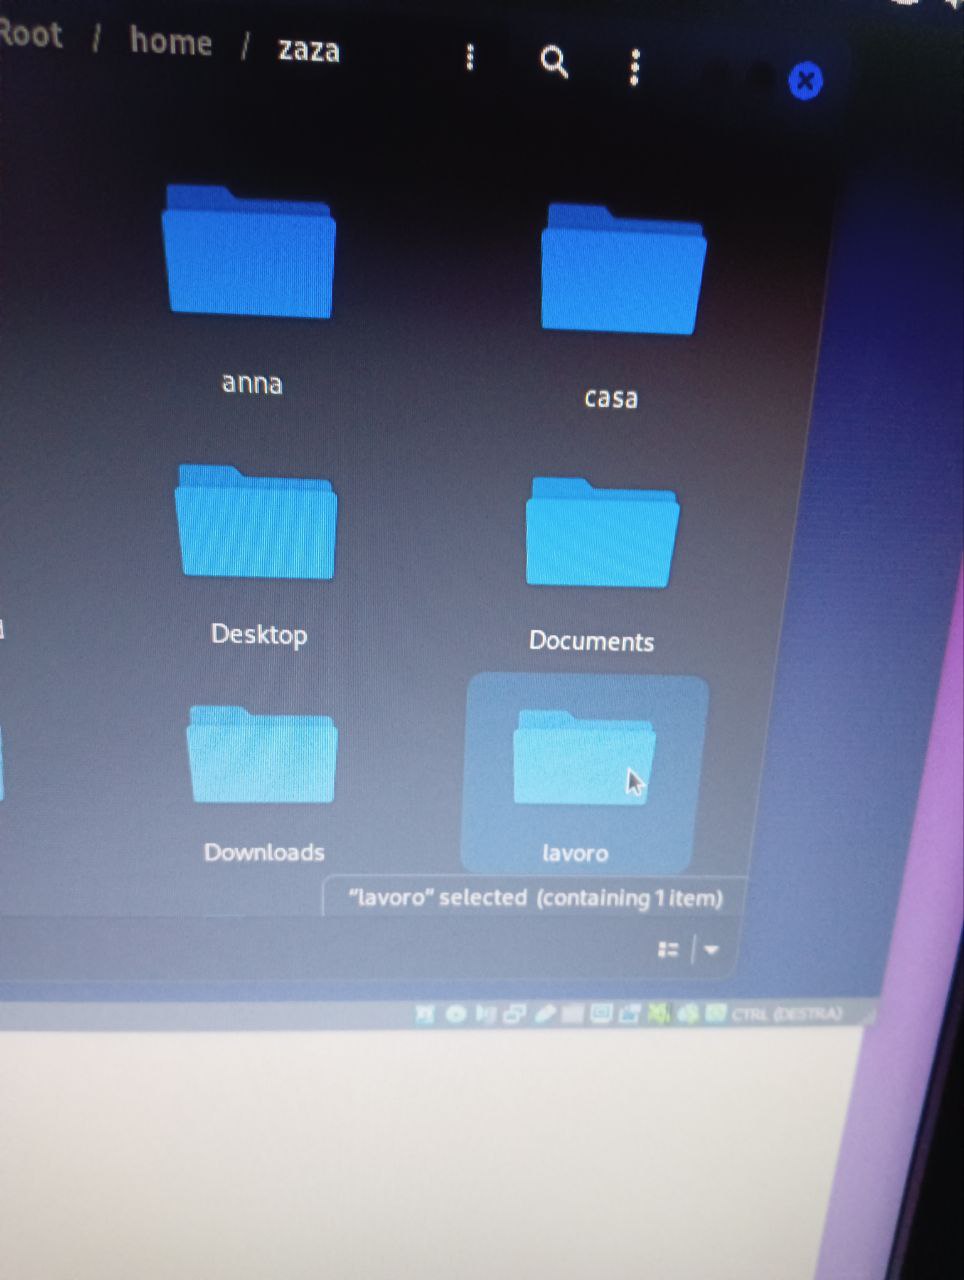 Root / home / zaza
anna
casa
Desktop
Documents
Downloads
lavoro
"lavoro" selected (containing 1 item)
CTRL (DESTRA)